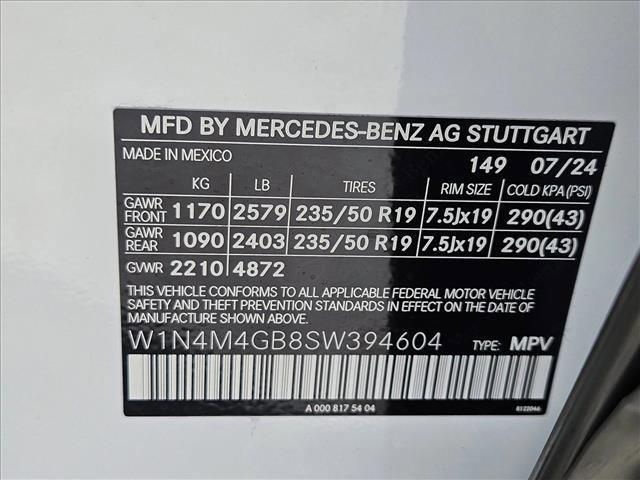 MFD BY MERCEDES-BENZ AG STUTTGART
MADE IN MEXICO 149 07/24
KG LB TIRES RIM SIZE COLD KPA (PSI)
GAWR FRONT 1170 2579 235/50 R19 7.5Jx19 290(43)
GAWR REAR 1090 2403 235/50 R19 7.5Jx19 290(43)
GVWR 2210 4872
THIS VEHICLE CONFORMS TO ALL APPLICABLE FEDERAL MOTOR VEHICLE
SAFETY AND THEFT PREVENTION STANDARDS IN EFFECT ON THE DATE
OF MANUFACTURE SHOWN ABOVE.
W1N4M4GB8SW394604 TYPE: MPV
A 000 817 54 04